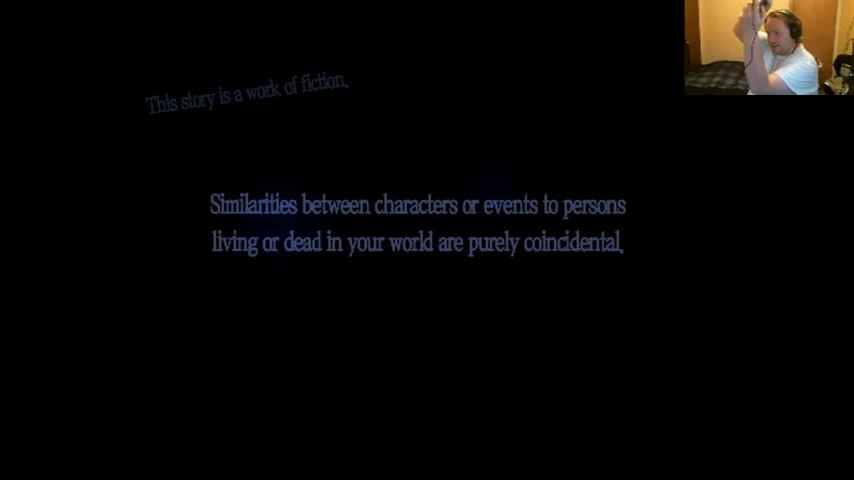 This story is a work of fiction.
Similarities between characters or events to persons
living or dead in your world are purely coincidental.